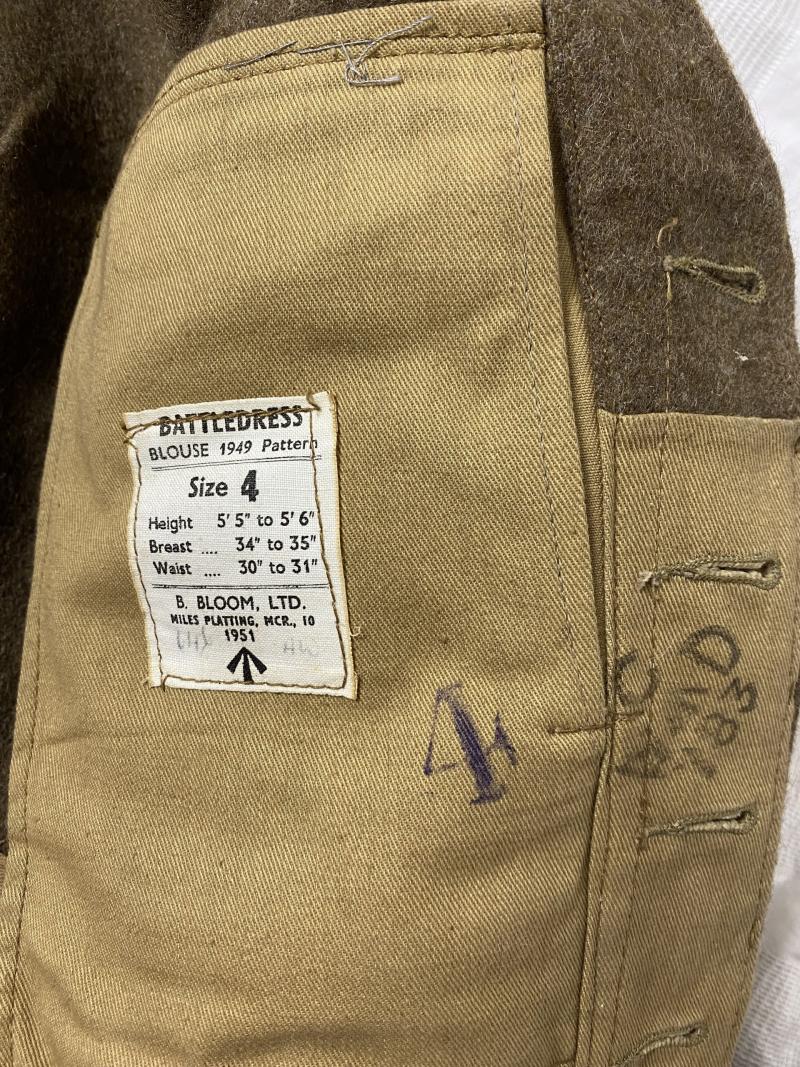 BATTLEDRESS
BLOUSE 1949 Pattern
Size 4
Height 5' 5" to 5' 6"
Breast .... 34" to 35"
Waist .... 30" to 31"
B. BLOOM, LTD.
MILES PLATTING, MCR., 10
1951
4